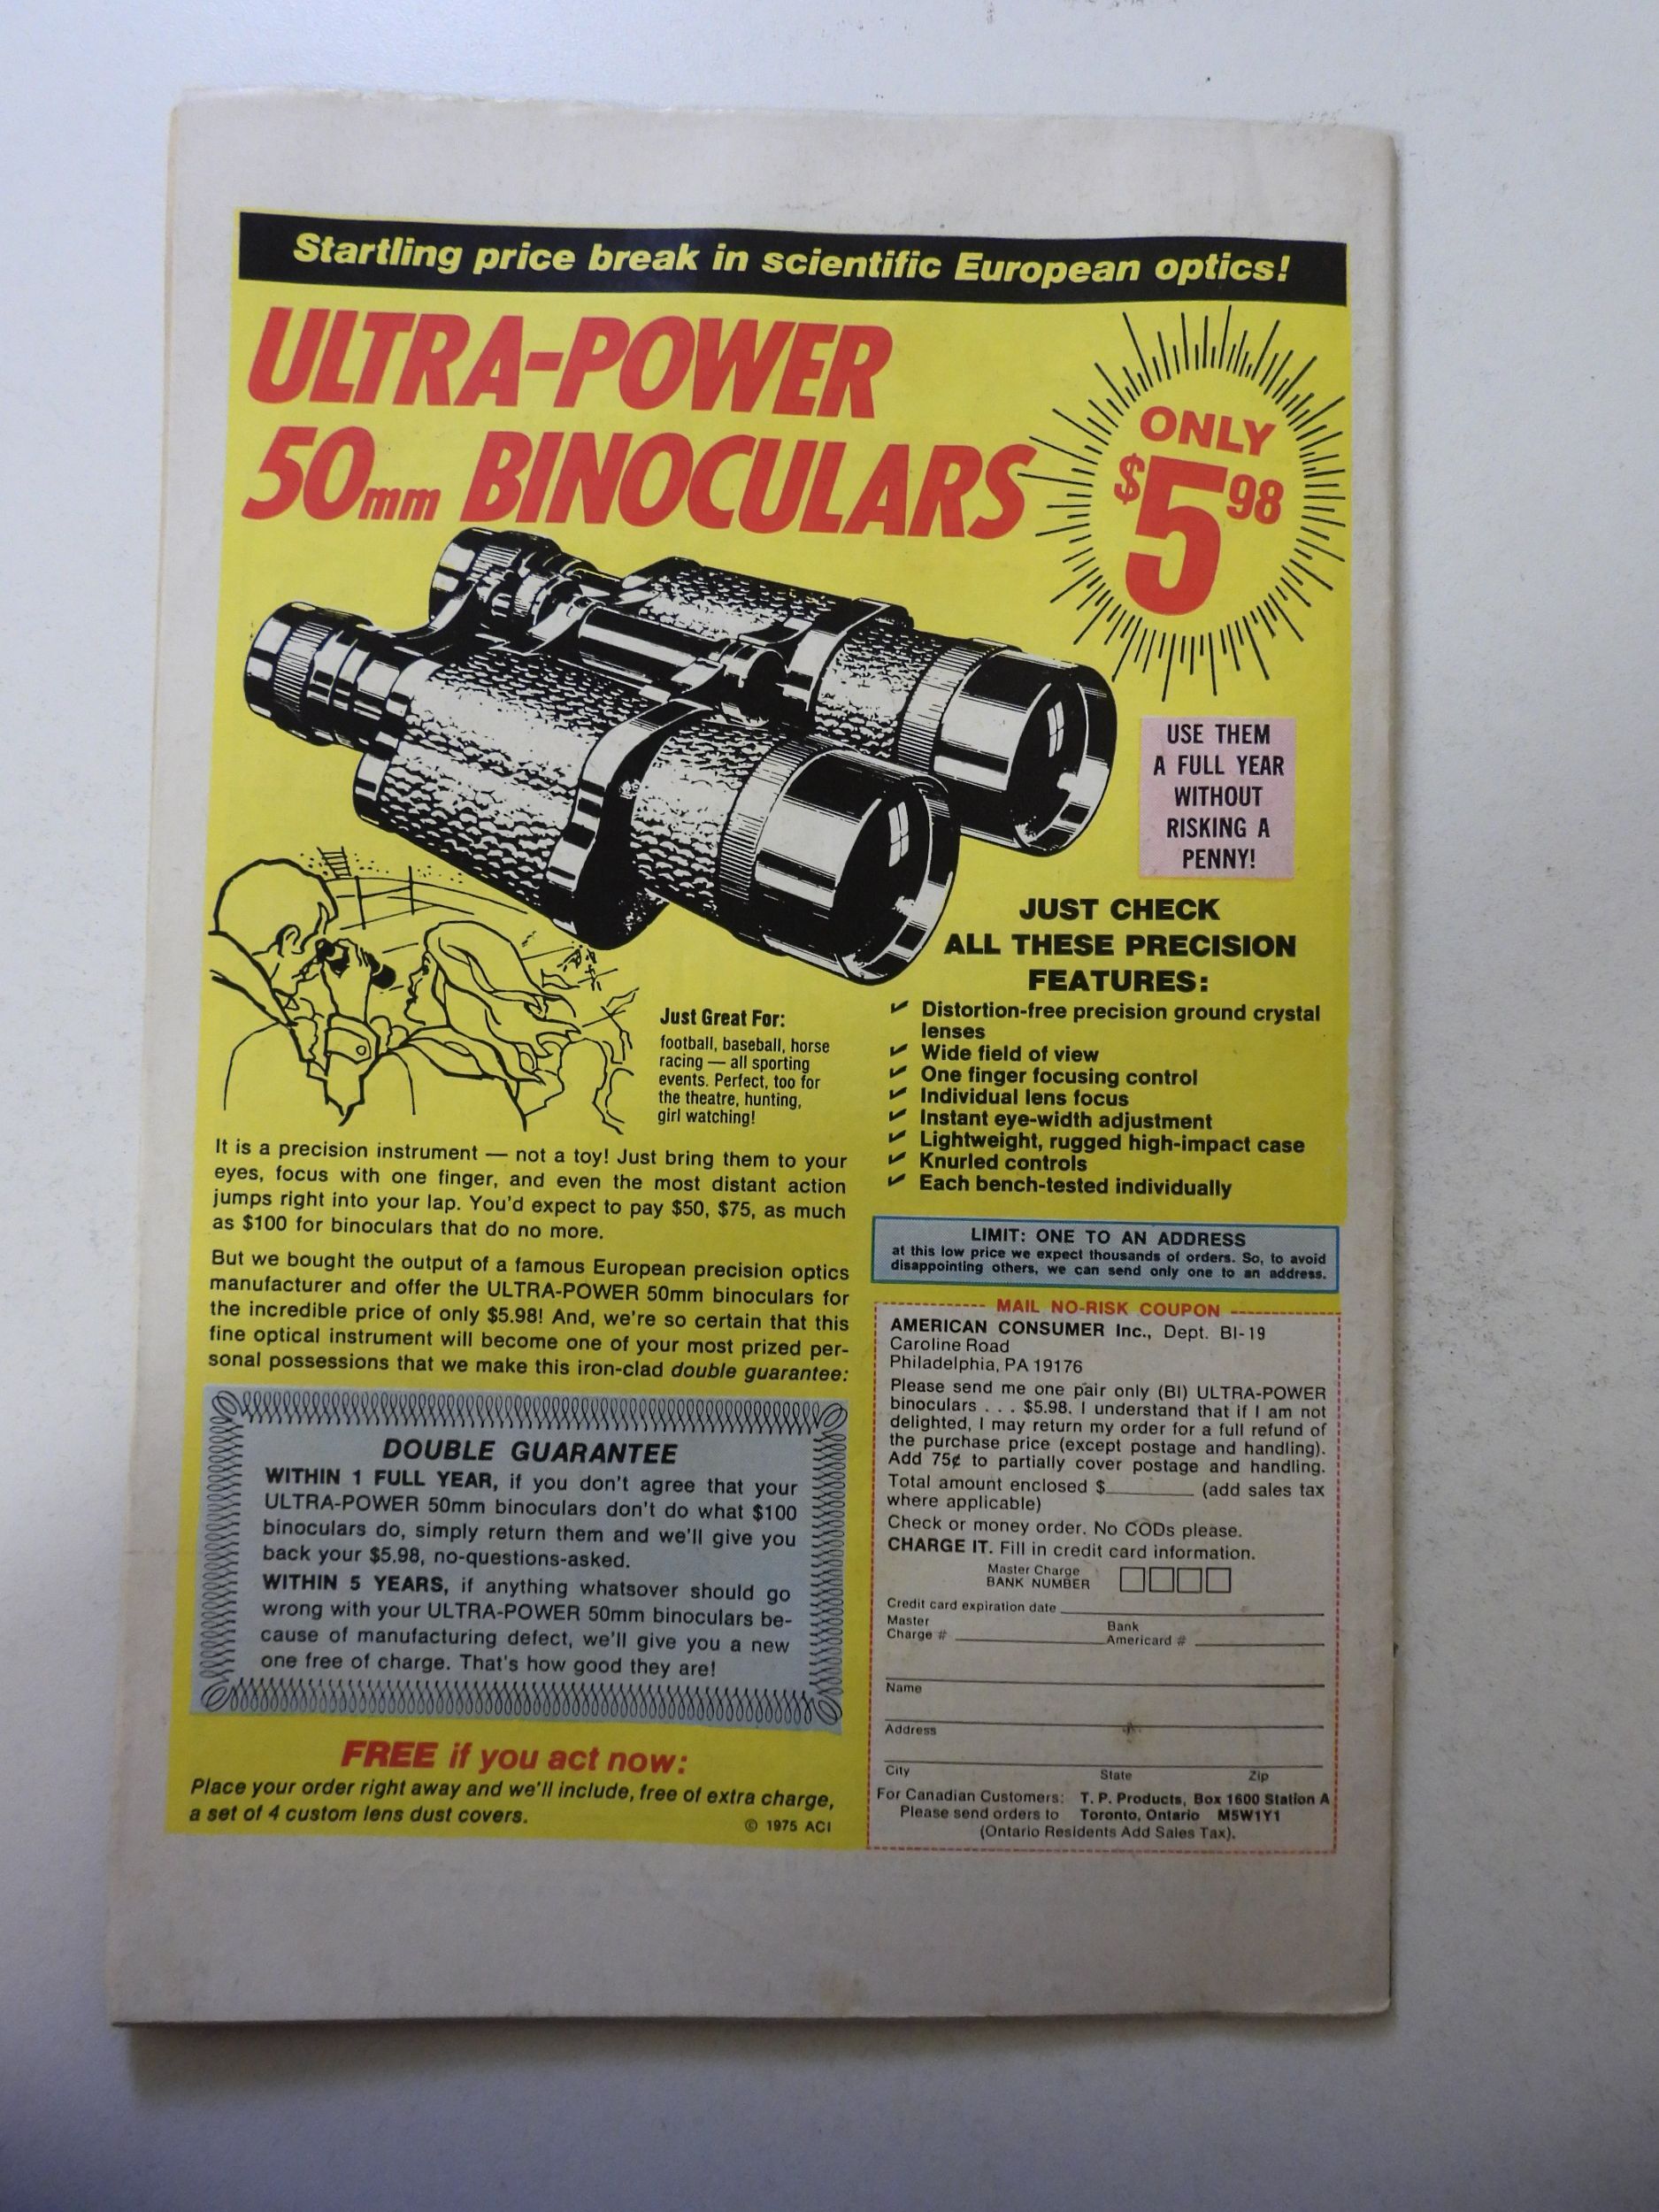 Startling price break in scientific European optics!
ULTRA-POWER
50mm BINOCULARS
ONLY
$5 98
USE THEM
A FULL YEAR
WITHOUT
RISKING A
PENNY!
JUST CHECK
ALL THESE PRECISION
FEATURES:
✔ Distortion-free precision ground crystal
lenses
✔ Wide field of view
✔ One finger focusing control
✔ Individual lens focus
✔ Instant eye-width adjustment
✔ Lightweight, rugged high-impact case
✔ Knurled controls
✔ Each bench-tested individually
Just Great For:
football, baseball, horse
racing — all sporting
events. Perfect, too for
the theatre, hunting,
girl watching!
It is a precision instrument — not a toy! Just bring them to your
eyes, focus with one finger, and even the most distant action
jumps right into your lap. You'd expect to pay $50, $75, as much
as $100 for binoculars that do no more.
But we bought the output of a famous European precision optics
manufacturer and offer the ULTRA-POWER 50mm binoculars for
the incredible price of only $5.98! And, we're so certain that this
fine optical instrument will become one of your most prized per-
sonal possessions that we make this iron-clad double guarantee:
DOUBLE GUARANTEE
WITHIN 1 FULL YEAR, if you don't agree that your
ULTRA-POWER 50mm binoculars don't do what $100
binoculars do, simply return them and we'll give you
back your $5.98, no-questions-asked.
WITHIN 5 YEARS, if anything whatsover should go
wrong with your ULTRA-POWER 50mm binoculars be-
cause of manufacturing defect, we'll give you a new
one free of charge. That's how good they are!
FREE if you act now:
Place your order right away and we'll include, free of extra charge,
a set of 4 custom lens dust covers.
© 1975 ACI
LIMIT: ONE TO AN ADDRESS
at this low price we expect thousands of orders. So, to avoid
disappointing others, we can send only one to an address.
MAIL NO-RISK COUPON
AMERICAN CONSUMER Inc., Dept. BI-19
Caroline Road
Philadelphia, PA 19176
Please send me one pair only (BI) ULTRA-POWER
binoculars . . . $5.98. I understand that if I am not
delighted, I may return my order for a full refund of
the purchase price (except postage and handling).
Add 75¢ to partially cover postage and handling.
Total amount enclosed $________ (add sales tax
where applicable)
Check or money order. No CODs please.
CHARGE IT. Fill in credit card information.
Master Charge
BANK NUMBER
Credit card expiration date
Master Charge #
Bank Americard #
Name
Address
City State Zip
For Canadian Customers: T. P. Products, Box 1600 Station A
Please send orders to Toronto, Ontario M5W1Y1
(Ontario Residents Add Sales Tax).